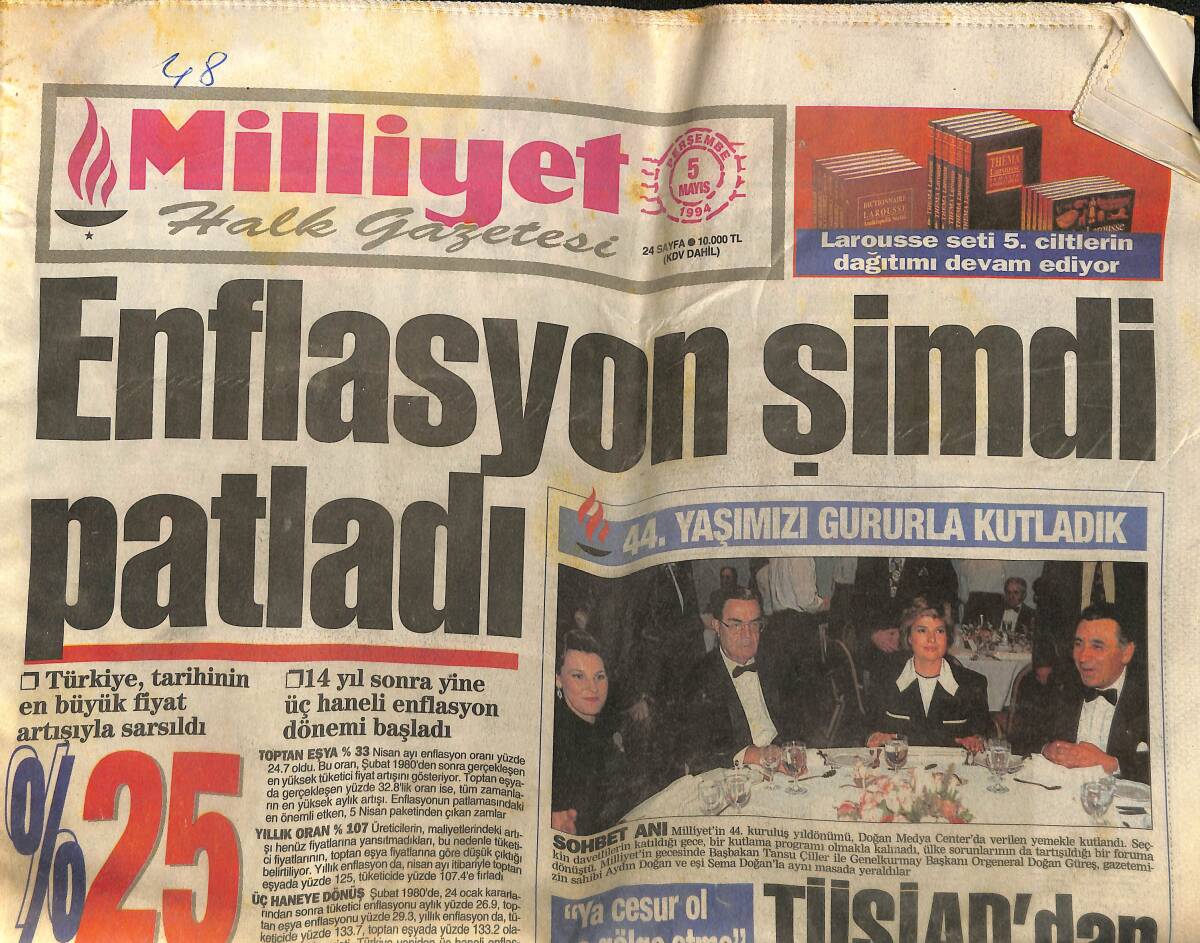 48
Milliyet
Halk Gazetesi
PERŞEMBE
5
MAYIS
1994
24 SAYFA ● 10.000 TL
(KDV DAHİL)
THEMA
Larousse
DICTIONNAIRE
LAROUSSE
Larousse seti 5. ciltlerin
dağıtımı devam ediyor
Enflasyon şimdi
patladı
❐ Türkiye, tarihinin
en büyük fiyat
artışıyla sarsıldı
❐14 yıl sonra yine
üç haneli enflasyon
dönemi başladı
%25
TOPTAN EŞYA % 33 Nisan ayı enflasyon oranı yüzde
24.7 oldu. Bu oran, Şubat 1980'den sonra gerçekleşen
en yüksek tüketici fiyat artışını gösteriyor. Toptan eşya-
da gerçekleşen yüzde 32.8'lik oran ise, tüm zamanla-
rın en yüksek aylık artışı. Enflasyonun patlamasındaki
en önemli etken, 5 Nisan paketinden çıkan zamlar
YILLIK ORAN % 107 Üreticilerin, maliyetlerindeki artı-
şı henüz fiyatlarına yansıtmadıkları, bu nedenle tüketi-
ci fiyatlarının, toptan eşya fiyatlarına göre düşük çıktığı
belirtiliyor. Yıllık enflasyon da, nisan ayı itibariyle toptan
eşyada yüzde 125, tüketicide yüzde 107.4'e fırladı
ÜÇ HANEYE DÖNÜŞ Şubat 1980'de, 24 ocak kararla-
rından sonra tüketici enflasyonu aylık yüzde 26.9, top-
tan eşya enflasyonu yüzde 29.3, yıllık enflasyon da, tü-
keticide yüzde 133.7, toptan eşyada yüzde 133.2 ola-
44. YAŞIMIZI GURURLA KUTLADIK
SOHBET ANI Milliyet'in 44. kuruluş yıldönümü, Doğan Medya Center'da verilen yemekle kutlandı. Seç-
kin davetlilerin katıldığı gece, bir kutlama programı olmakla kalmadı, ülke sorunlarının da tartışıldığı bir foruma
dönüştü. Milliyet'in gecesinde Başbakan Tansu Çiller ile Genelkurmay Başkanı Orgeneral Doğan Güreş, gazetemi-
zin sahibi Aydın Doğan ve eşi Sema Doğan'la aynı masada yeraldılar
"Ya cesur ol
gölge etme"
TÜSİAD'dan